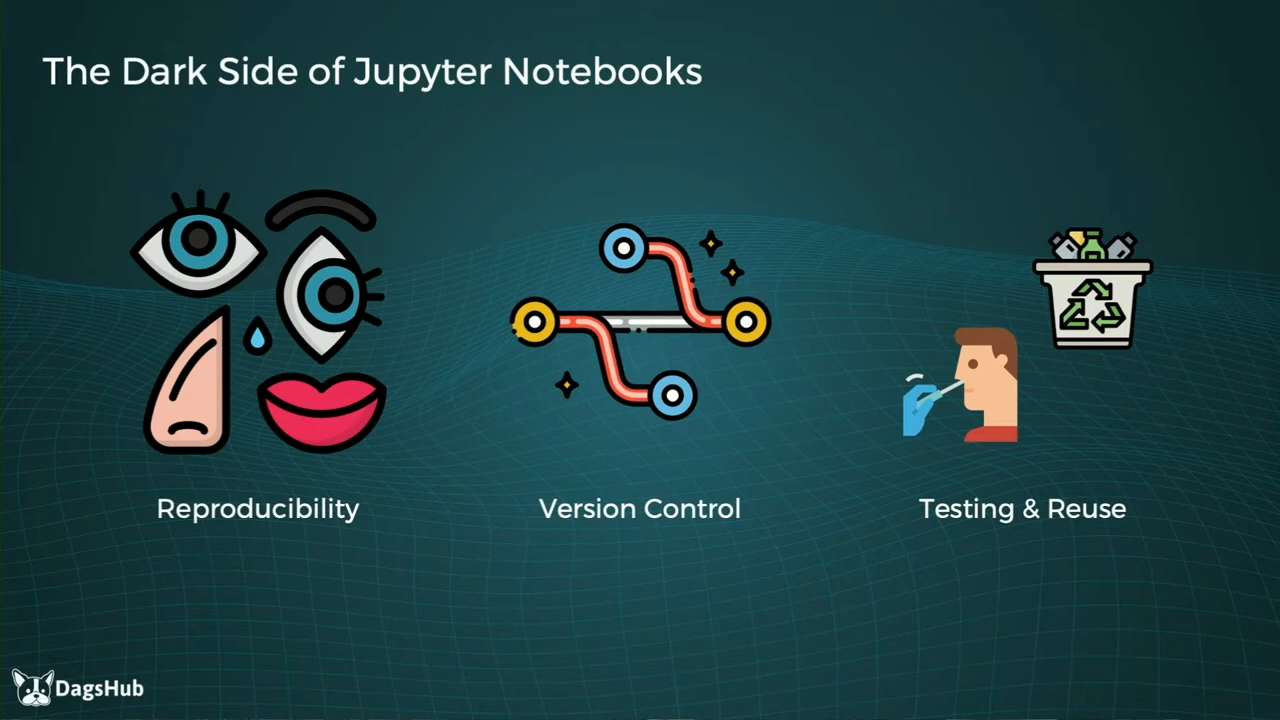 The Dark Side of Jupyter Notebooks
Reproducibility
Version Control
Testing & Reuse
DagsHub